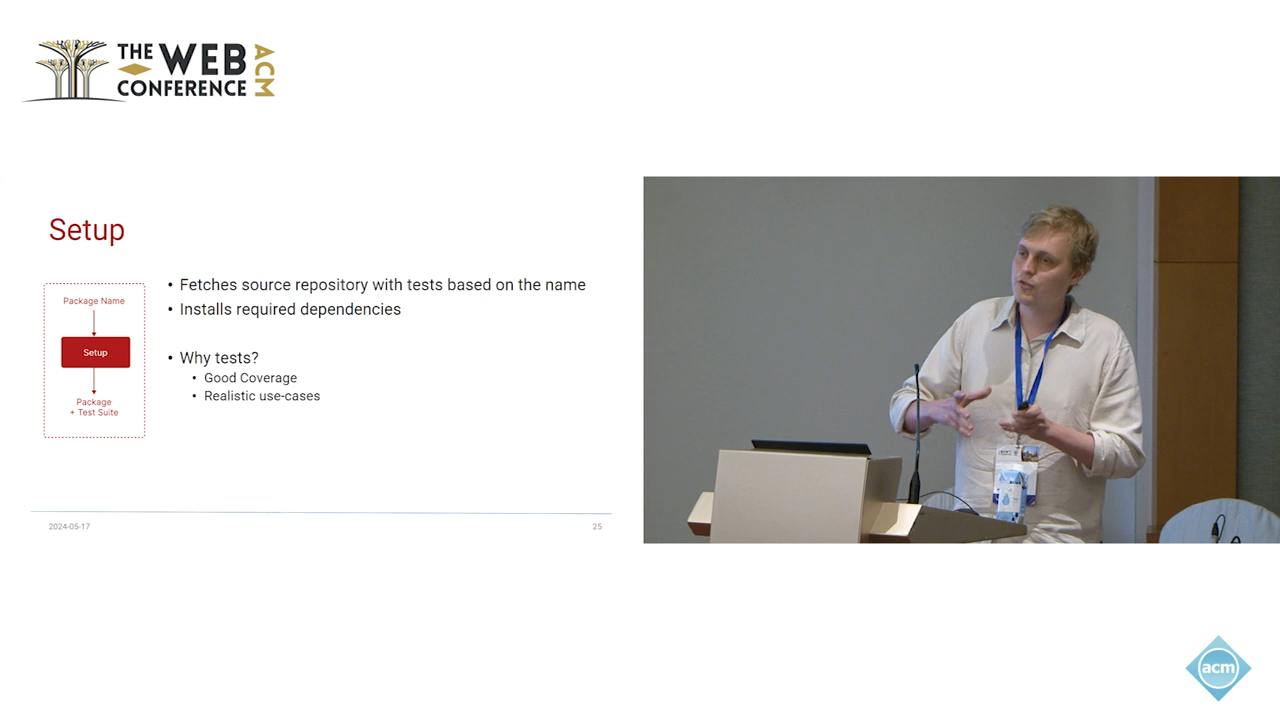 THE WEB
CONFERENCE
ACM
Setup
Package Name
Setup
Package
+ Test Suite
• Fetches source repository with tests based on the name
• Installs required dependencies
• Why tests?
• Good Coverage
• Realistic use-cases
2024-05-17
25
acm